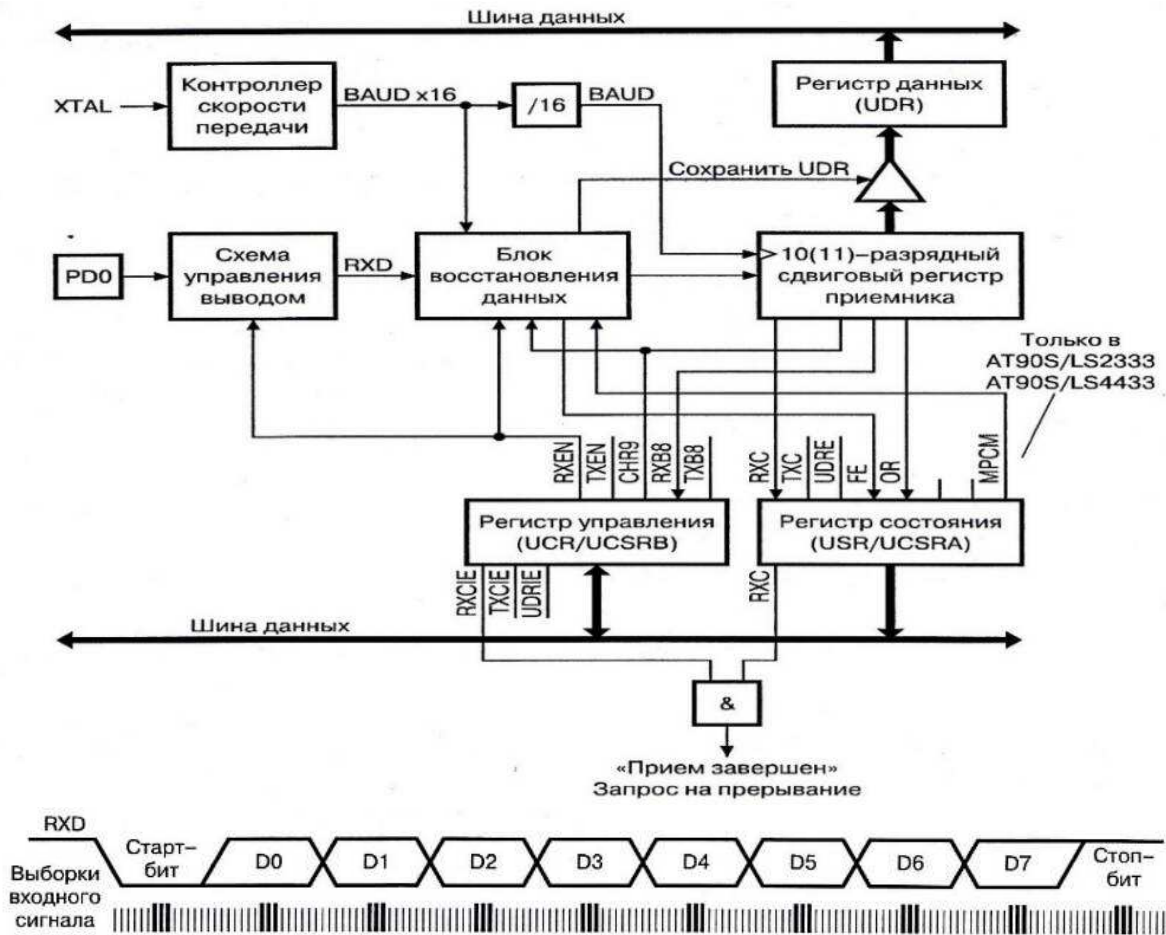 Шина данных
XTAL
Контроллер
скорости
передачи
BAUD x16
/16
BAUD
Регистр данных
(UDR)
Сохранить UDR
PD0
Схема
управления
выводом
RXD
Блок
восстановления
данных
10(11)–разрядный
сдвиговый регистр
приемника
Только в
AT90S/LS2333
AT90S/LS4433
RXEN
TXEN
CHR9
RXB8
TXB8
RXC
TXC
UDRE
FE
OR
MPCM
Регистр управления
(UCR/UCSRB)
Регистр состояния
(USR/UCSRA)
RXCIE
TXCIE
UDRIE
RXC
Шина данных
&
«Прием завершен»
Запрос на прерывание
RXD
Старт–
бит
D0
D1
D2
D3
D4
D5
D6
D7
Стоп–
бит
Выборки
входного
сигнала